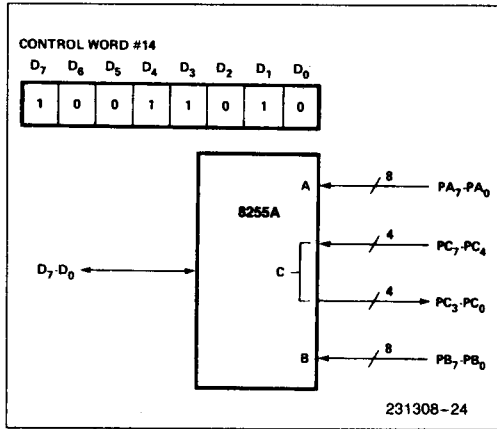 CONTROL WORD #14
D7 D6 D5 D4 D3 D2 D1 D0
1 0 0 1 1 0 1 0
A 8 PA7-PA0
8255A
4 PC7-PC4
D7-D0 C
4 PC3-PC0
B 8 PB7-PB0
231308-24